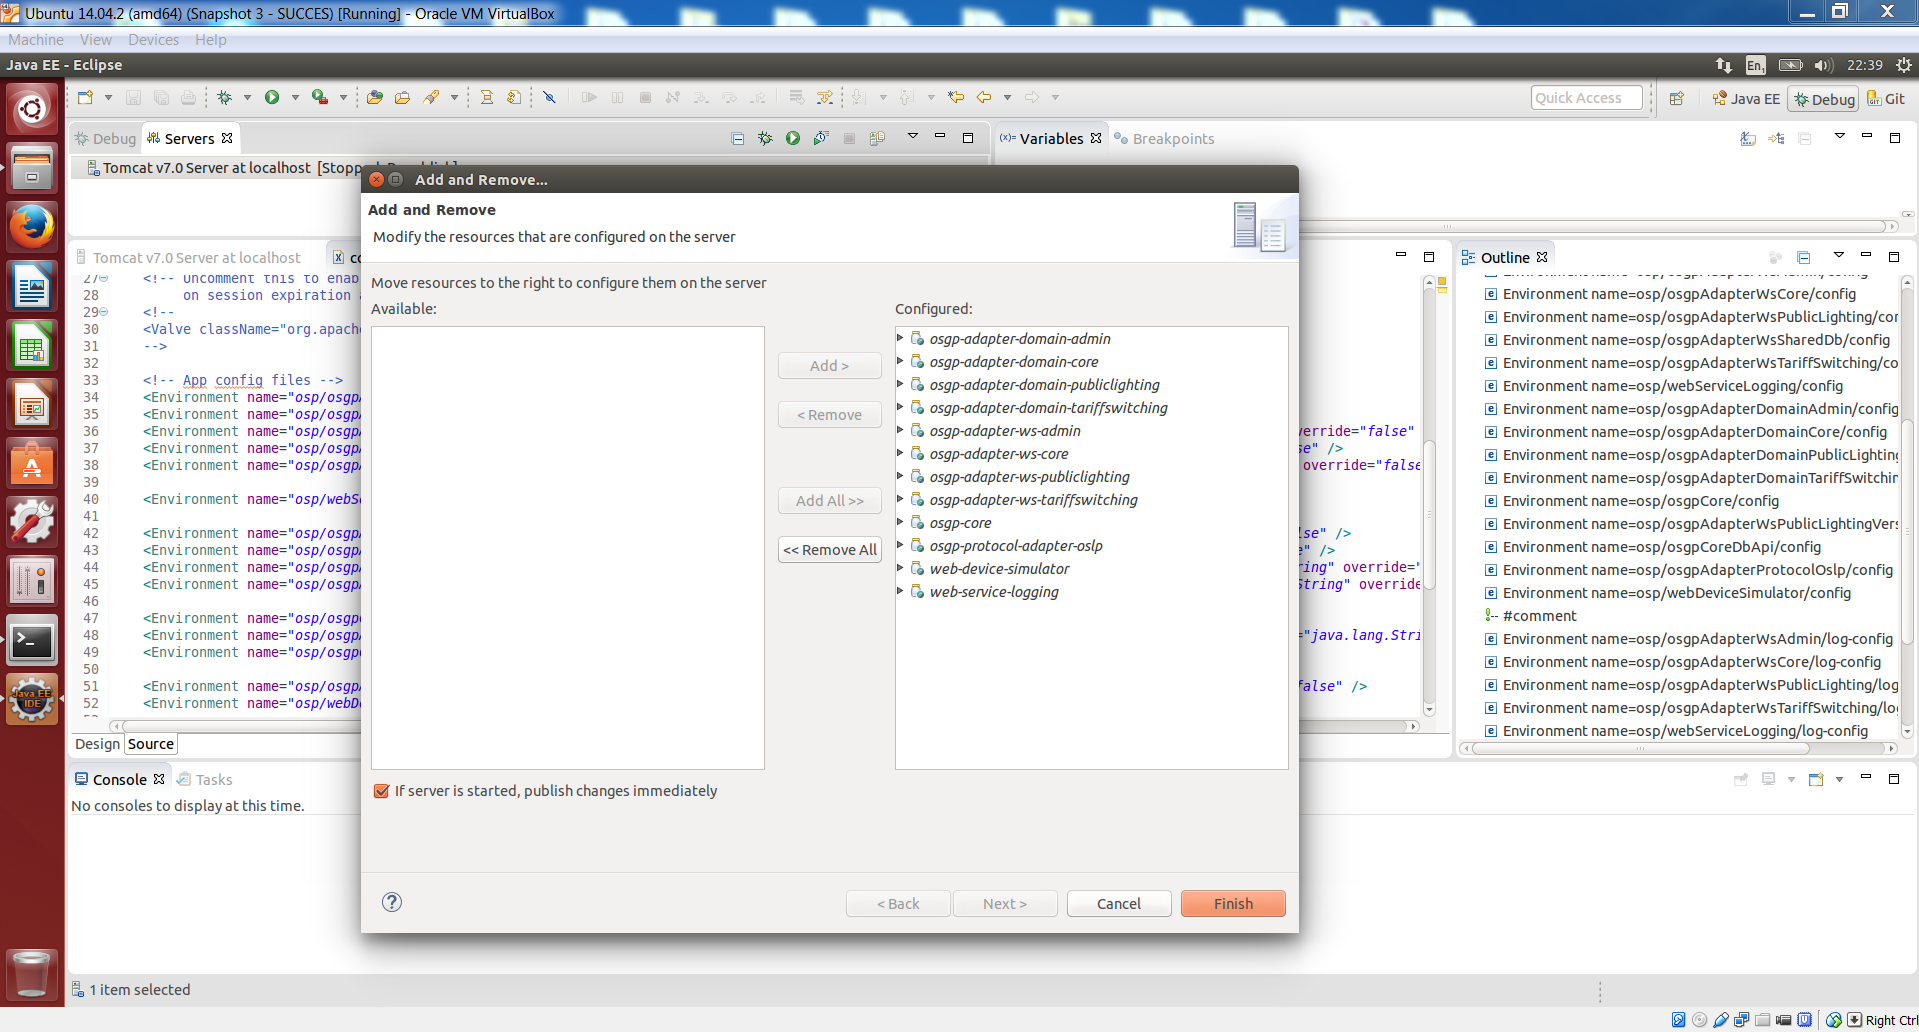 Ubuntu 14.04.2 (amd64) (Snapshot 3 - SUCCES) [Running] - Oracle VM VirtualBox
Machine View Devices Help
Java EE - Eclipse
En1 22:39
Quick Access Java EE Debug Git
Debug Servers
Tomcat v7.0 Server at localhost [Stopp
Variables Breakpoints
Add and Remove...
Add and Remove
Modify the resources that are configured on the server
Move resources to the right to configure them on the server
Available:
Configured:
osgp-adapter-domain-admin
osgp-adapter-domain-core
osgp-adapter-domain-publiclighting
osgp-adapter-domain-tariffswitching
osgp-adapter-ws-admin
osgp-adapter-ws-core
osgp-adapter-ws-publiclighting
osgp-adapter-ws-tariffswitching
osgp-core
osgp-protocol-adapter-oslp
web-device-simulator
web-service-logging
Add >
< Remove
Add All >>
<< Remove All
If server is started, publish changes immediately
< Back Next > Cancel Finish
Tomcat v7.0 Server at localhost
27 <!-- Uncomment this to enab
28 on session expiration
29 <!--
30 <Valve className="org.apach
31 -->
32
33 <!-- App config files -->
34 <Environment name="osp/osgp
35 <Environment name="osp/osgp
36 <Environment name="osp/osgp
37 <Environment name="osp/osgp
38 <Environment name="osp/osgp
39
40 <Environment name="osp/webS
41
42 <Environment name="osp/osgp
43 <Environment name="osp/osgp
44 <Environment name="osp/osgp
45 <Environment name="osp/osgp
46
47 <Environment name="osp/osgp
48 <Environment name="osp/osgp
49 <Environment name="osp/osgp
50
51 <Environment name="osp/osgp
52 <Environment name="osp/webD
verride="false"
se" />
override="false
lse" />
e" />
ring" override="
String" override
="java.lang.Stri
false" />
Design Source
Outline
Environment name=osp/osgpAdapterWsCore/config
Environment name=osp/osgpAdapterWsPublicLighting/cor
Environment name=osp/osgpAdapterWsSharedDb/config
Environment name=osp/osgpAdapterWsTariffSwitching/co
Environment name=osp/webServiceLogging/config
Environment name=osp/osgpAdapterDomainAdmin/config
Environment name=osp/osgpAdapterDomainCore/config
Environment name=osp/osgpAdapterDomainPublicLighting
Environment name=osp/osgpAdapterDomainTariffSwitchin
Environment name=osp/osgpCore/config
Environment name=osp/osgpAdapterWsPublicLightingVers
Environment name=osp/osgpCoreDbApi/config
Environment name=osp/osgpAdapterProtocolOslp/config
Environment name=osp/webDeviceSimulator/config
#comment
Environment name=osp/osgpAdapterWsAdmin/log-config
Environment name=osp/osgpAdapterWsCore/log-config
Environment name=osp/osgpAdapterWsPublicLighting/log
Environment name=osp/osgpAdapterWsTariffSwitching/log
Environment name=osp/webServiceLogging/log-config
Console Tasks
No consoles to display at this time.
Java EE
IDE
1 item selected
Right Ctrl